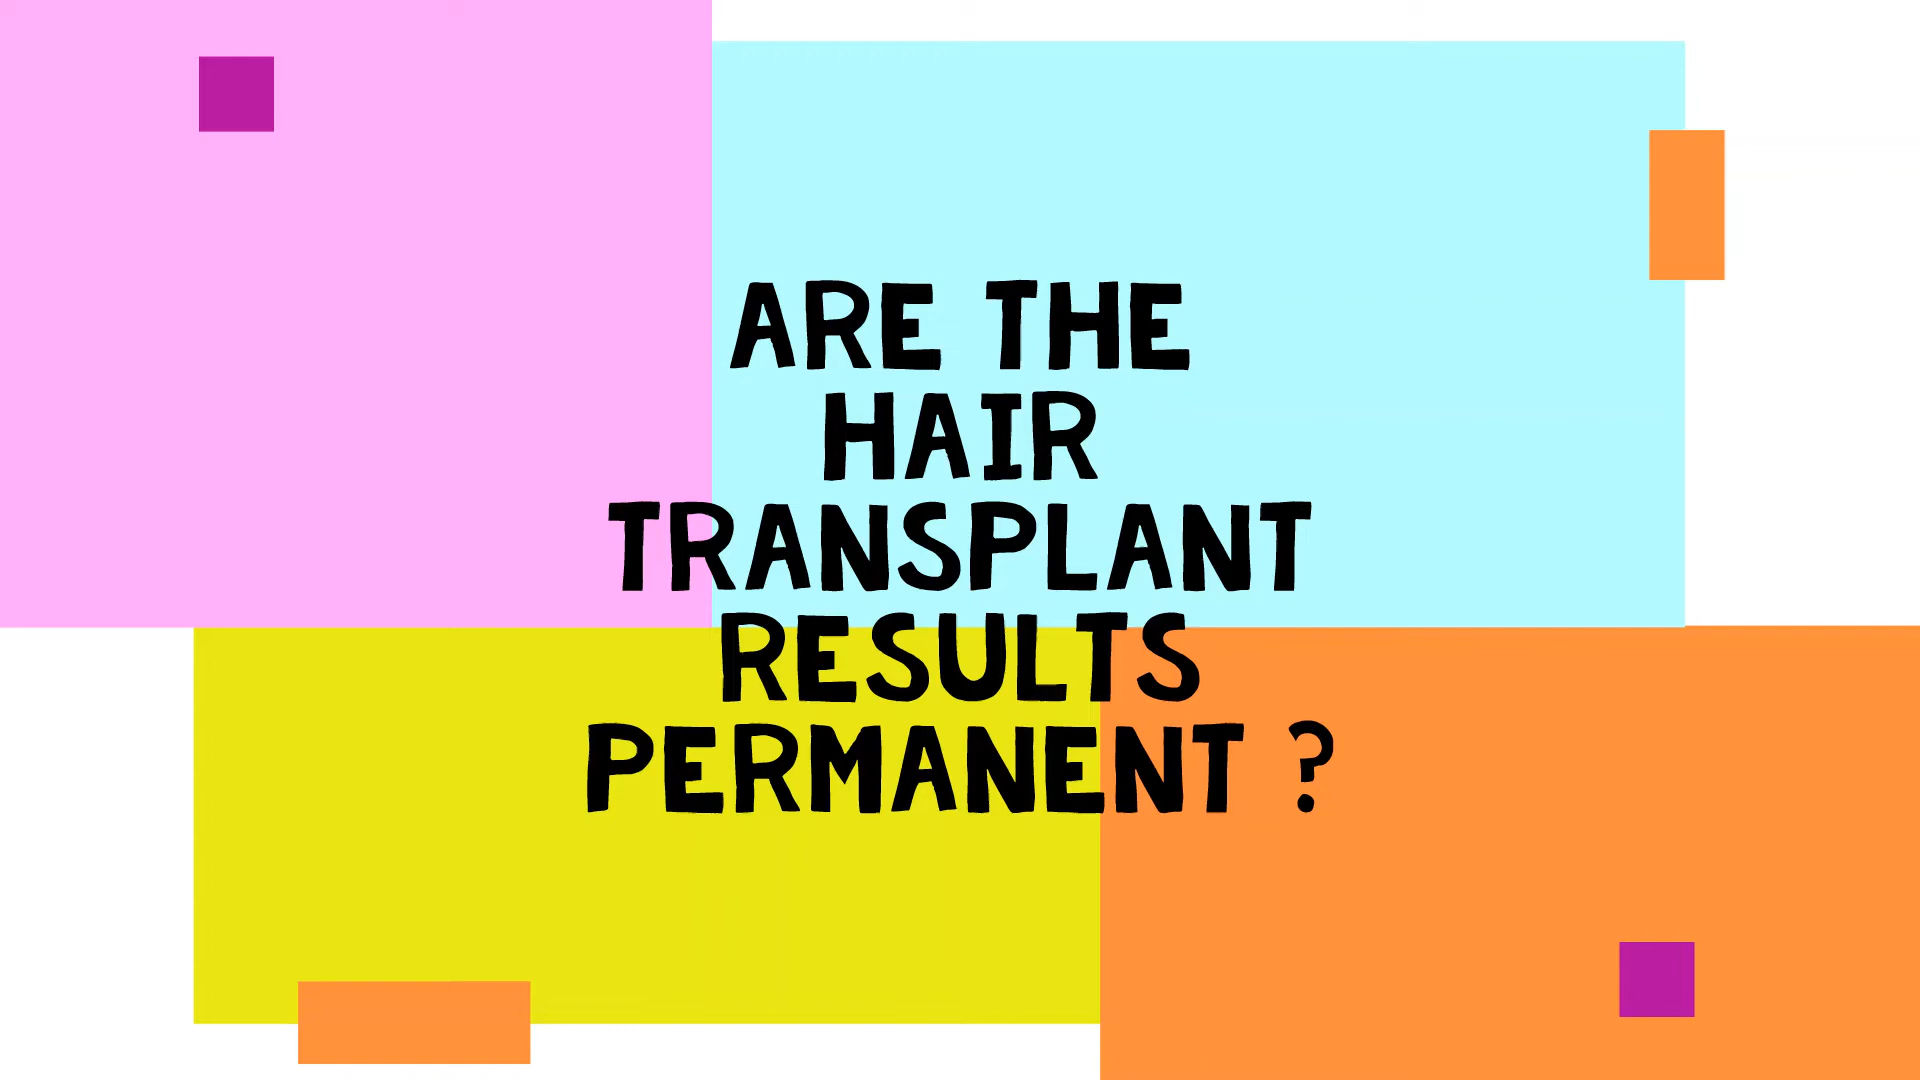 ARE THE
HAIR
TRANSPLANT
RESULTS
PERMANENT ?